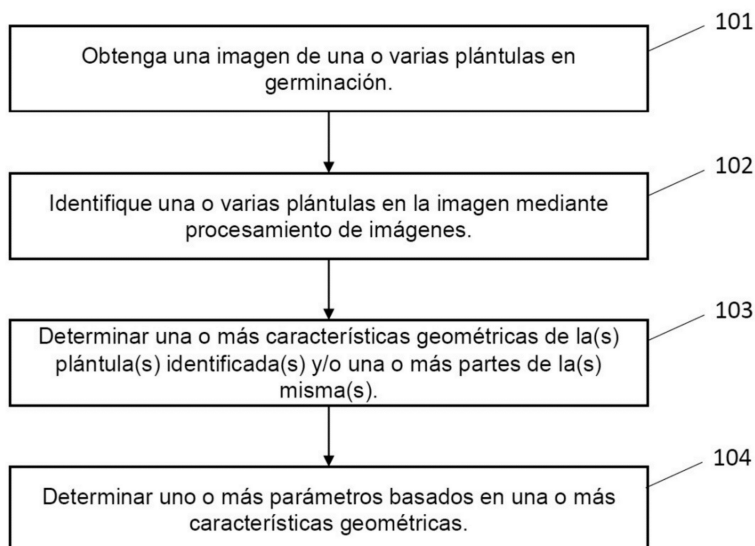 101
Obtenga una imagen de una o varias plántulas en
germinación.
102
Identifique una o varias plántulas en la imagen mediante
procesamiento de imágenes.
103
Determinar una o más características geométricas de la(s)
plántula(s) identificada(s) y/o una o más partes de la(s)
misma(s).
104
Determinar uno o más parámetros basados en una o más
características geométricas.